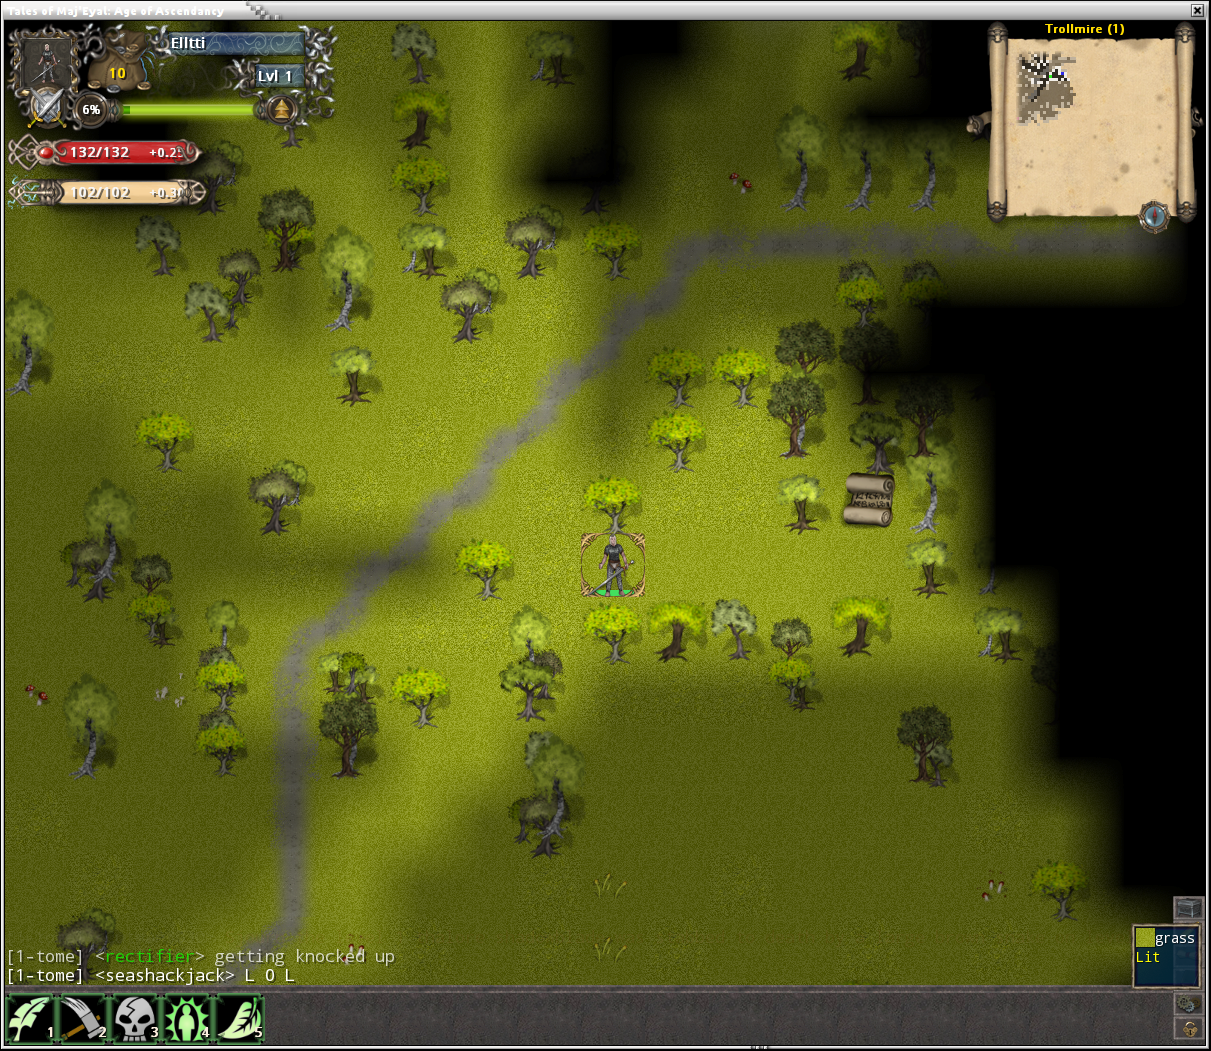 Tales of Maj'Eyal: Age of Ascendancy
Elltti
10
Lvl 1
6%
132/132
102/102
Trollmire (1)
[1-tome] <rectifier> getting knocked up
[1-tome] <seashackjack> L O L
grass
Lit
1 2 3 4 5